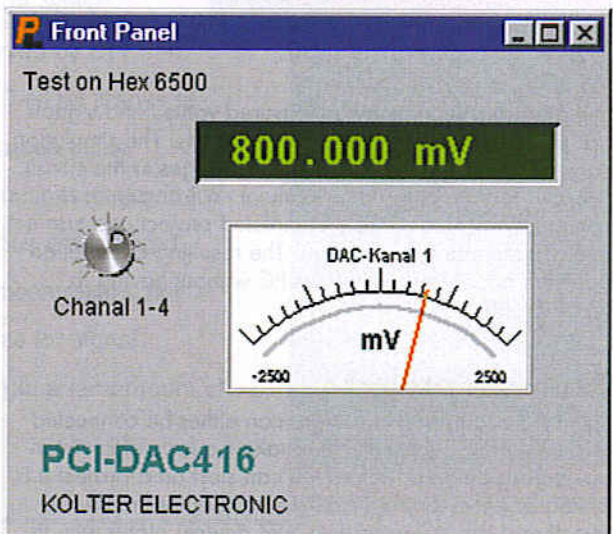 Front Panel
Test on Hex 6500
800.000 mV
DAC-Kanal 1
Chanal 1-4
mV
-2500 2500
PCI-DAC416
KOLTER ELECTRONIC